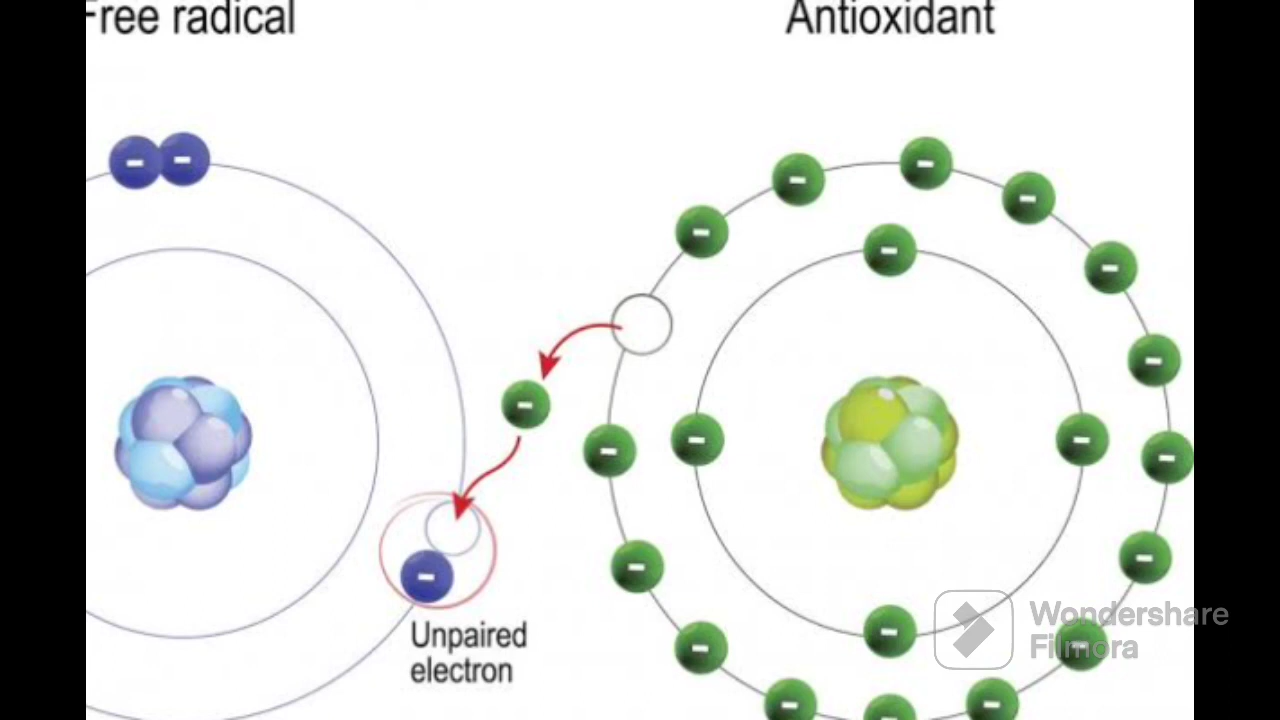 Free radical
Antioxidant
Unpaired
electron
Wondershare
Filmora